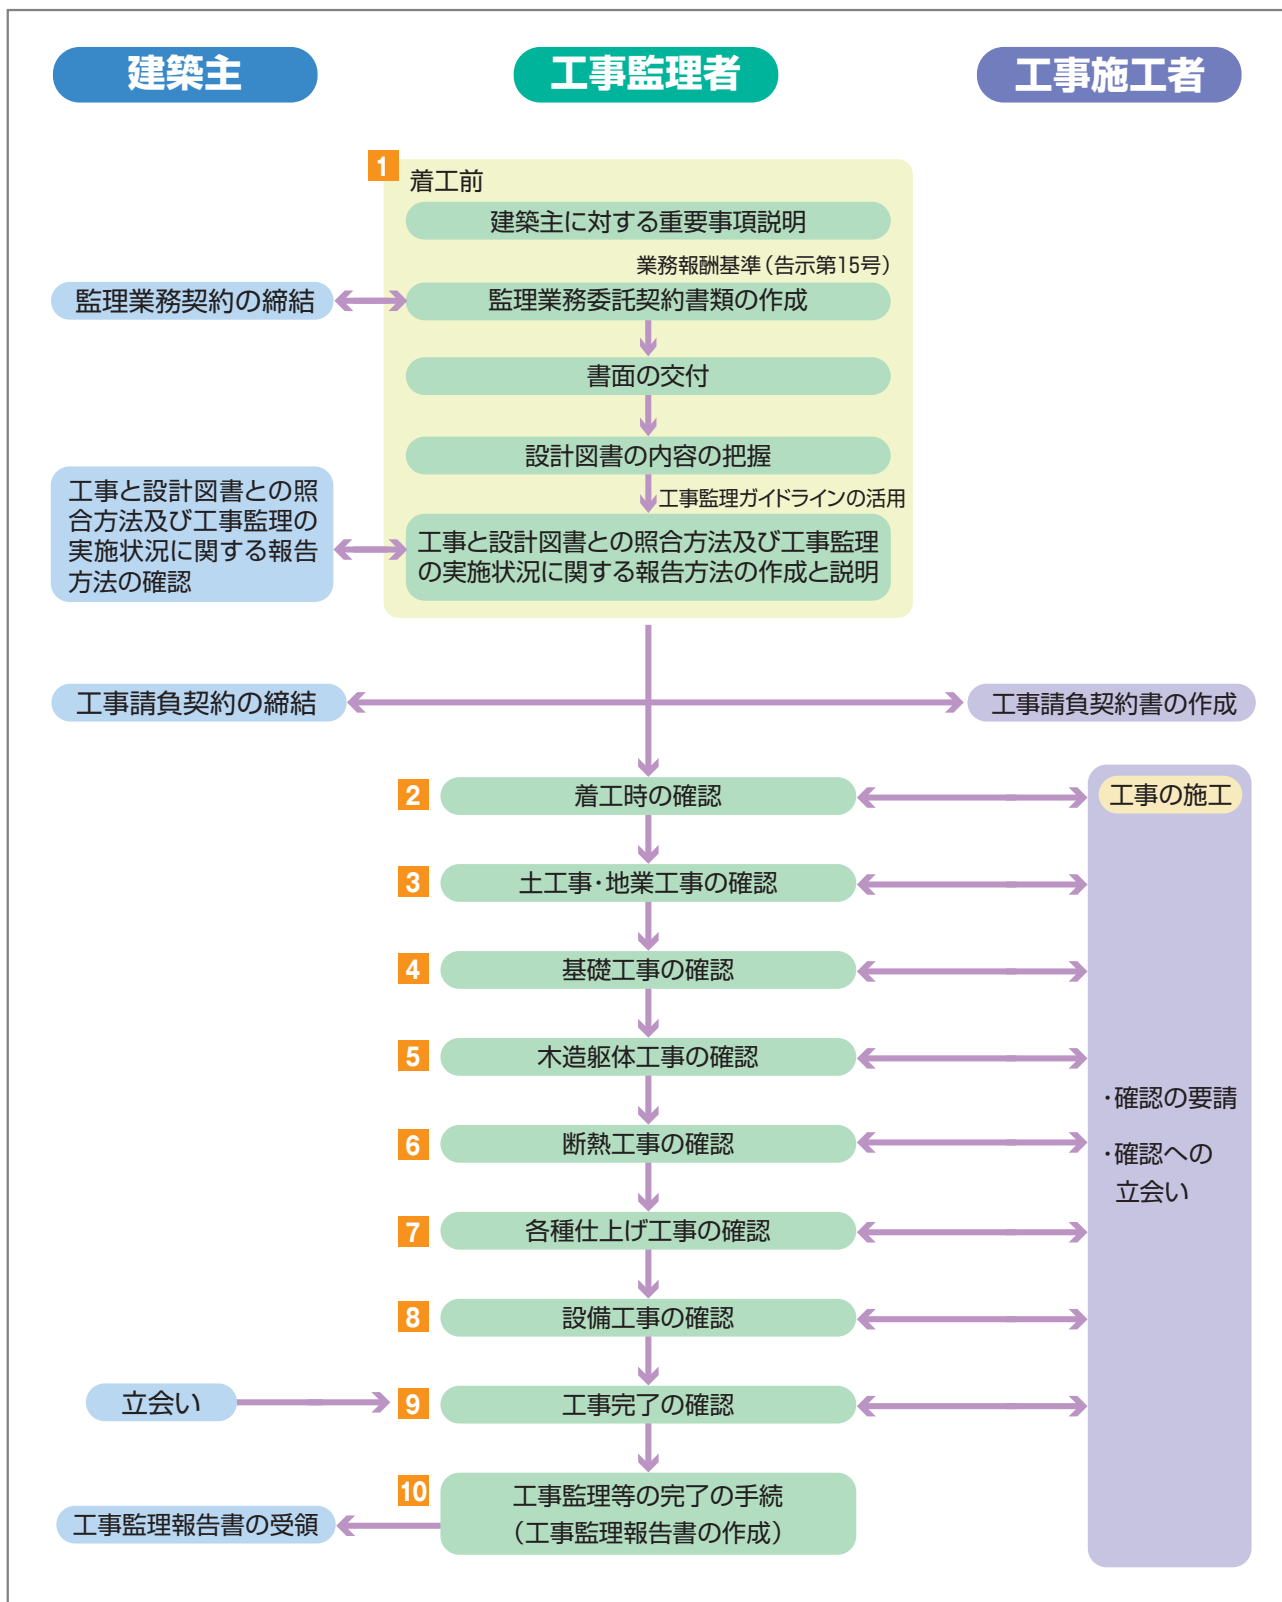 建築主
工事監理者
工事施工者
1
着工前
建築主に対する重要事項説明
業務報酬基準（告示第15号）
監理業務契約の締結
監理業務委託契約書類の作成
書面の交付
設計図書の内容の把握
工事監理ガイドラインの活用
工事と設計図書との照
合方法及び工事監理の
実施状況に関する報告
方法の確認
工事と設計図書との照合方法及び工事監理
の実施状況に関する報告方法の作成と説明
工事請負契約の締結
工事請負契約書の作成
2
着工時の確認
工事の施工
3
土工事・地業工事の確認
4
基礎工事の確認
5
木造躯体工事の確認
・確認の要請
6
断熱工事の確認
・確認への
立会い
7
各種仕上げ工事の確認
8
設備工事の確認
立会い
9
工事完了の確認
10
工事監理等の完了の手続
（工事監理報告書の作成）
工事監理報告書の受領